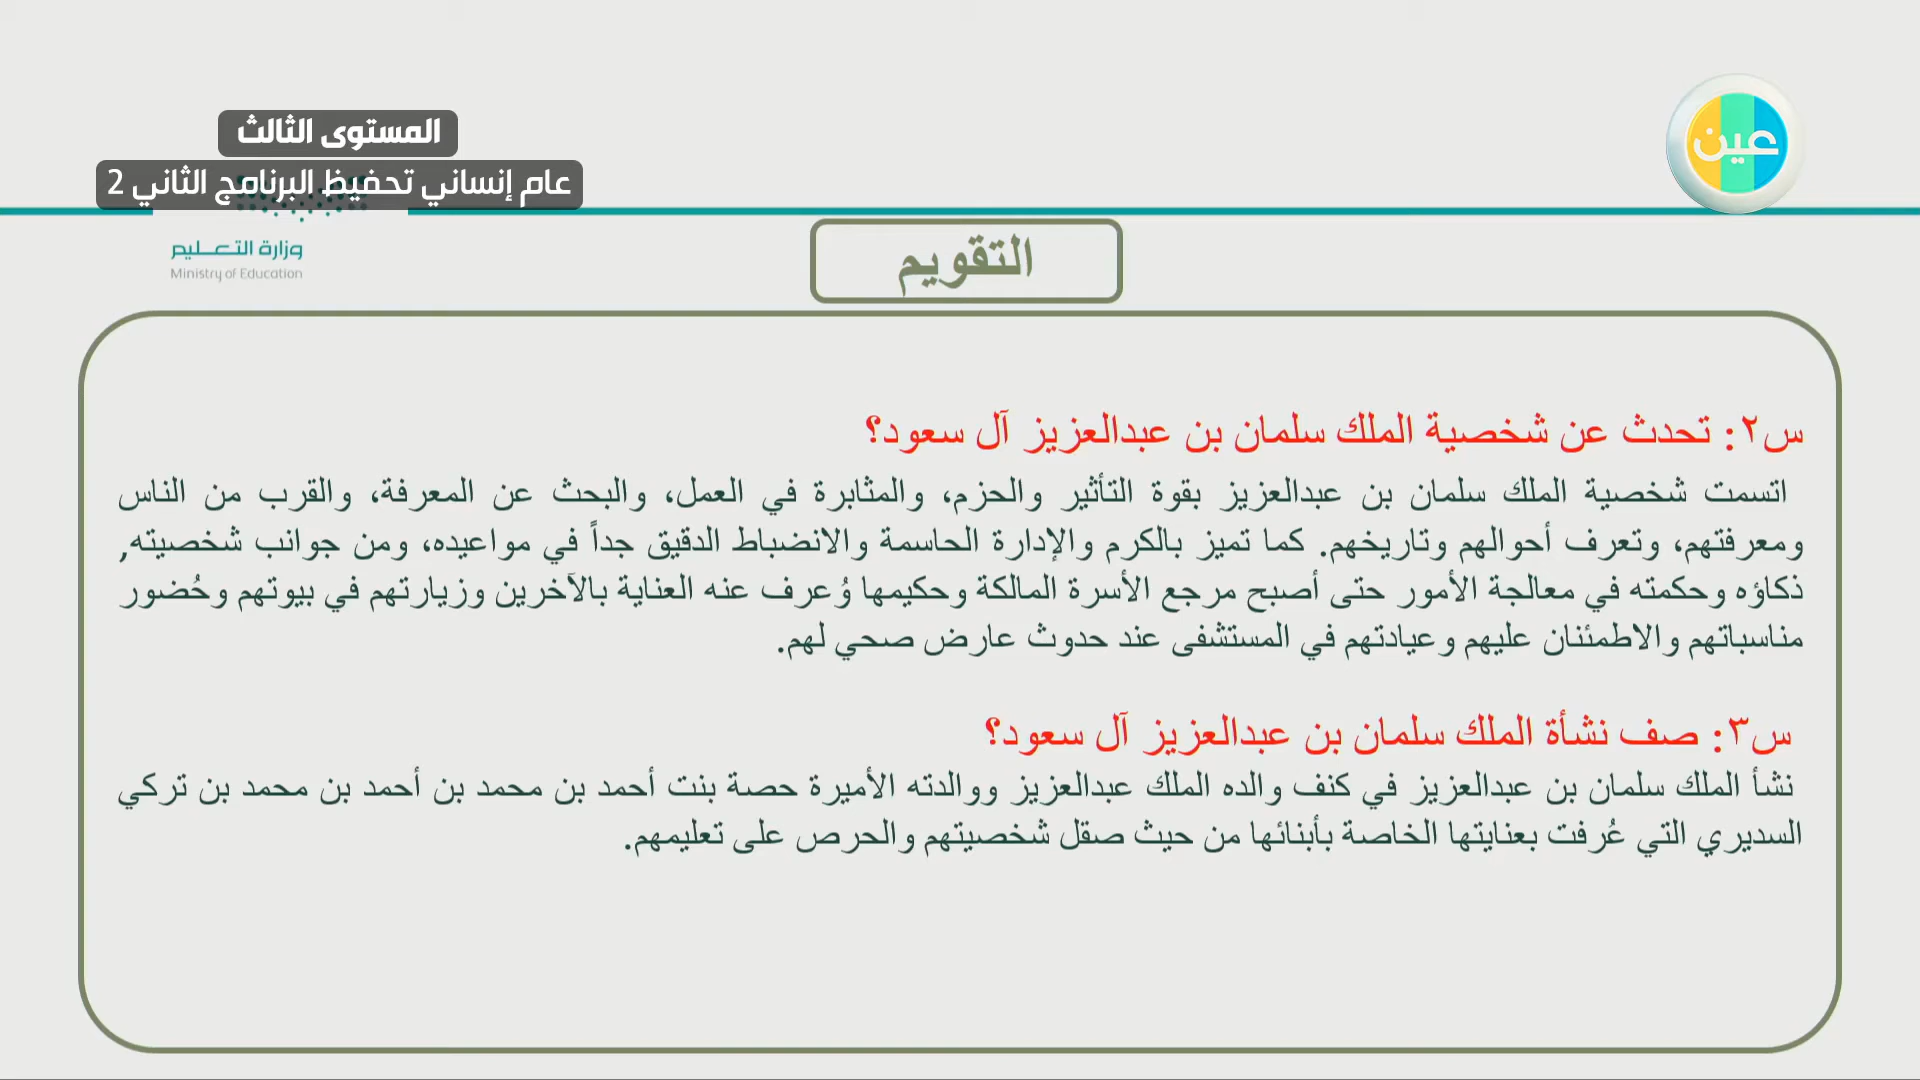 المستوى الثالث
عام إنساني تحفيظ البرنامج الثاني 2
عين
وزارة التعليم
Ministry of Education
التقويم
س٢: تحدث عن شخصية الملك سلمان بن عبدالعزيز آل سعود؟
اتسمت شخصية الملك سلمان بن عبدالعزيز بقوة التأثير والحزم، والمثابرة في العمل، والبحث عن المعرفة، والقرب من الناس
ومعرفتهم، وتعرف أحوالهم وتاريخهم. كما تميز بالكرم والإدارة الحاسمة والانضباط الدقيق جداً في مواعيده، ومن جوانب شخصيته,
ذكاؤه وحكمته في معالجة الأمور حتى أصبح مرجع الأسرة المالكة وحكيمها وُعرف عنه العناية بالآخرين وزيارتهم في بيوتهم وحُضور
مناسباتهم والاطمئنان عليهم وعيادتهم في المستشفى عند حدوث عارض صحي لهم.
س٣: صف نشأة الملك سلمان بن عبدالعزيز آل سعود؟
نشأ الملك سلمان بن عبدالعزيز في كنف والده الملك عبدالعزيز ووالدته الأميرة حصة بنت أحمد بن محمد بن أحمد بن محمد بن تركي
السديري التي عُرفت بعنايتها الخاصة بأبنائها من حيث صقل شخصيتهم والحرص على تعليمهم.